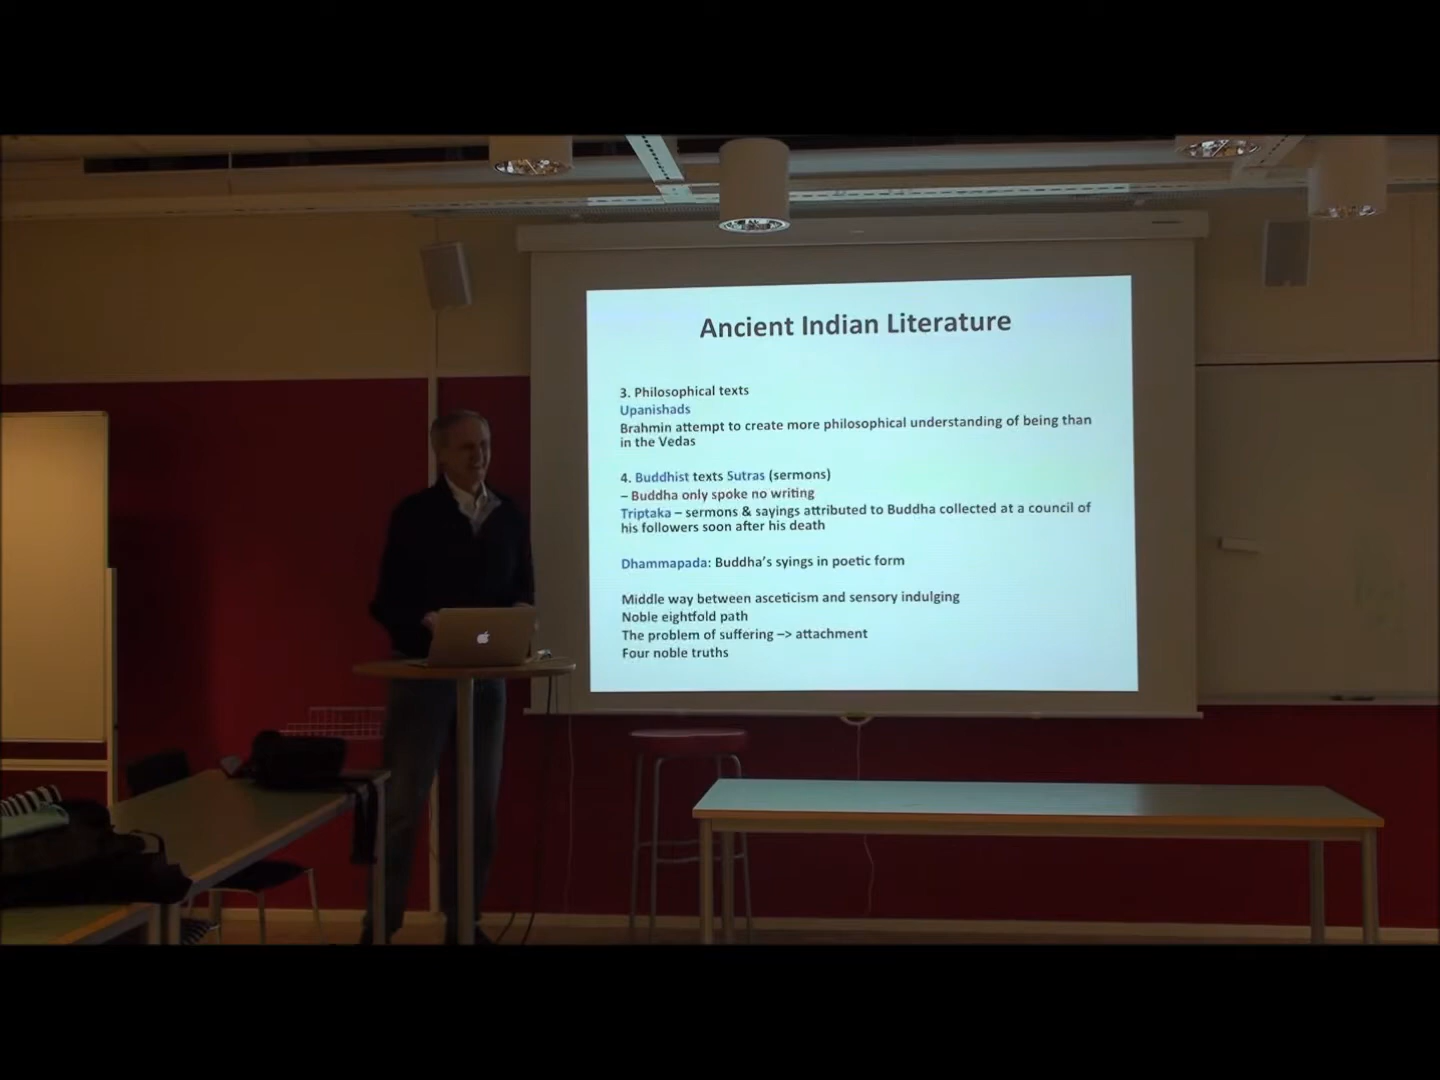 Ancient Indian Literature
3. Philosophical texts
Upanishads
Brahmin attempt to create more philosophical understanding of being than
in the Vedas
4. Buddhist texts Sutras (sermons)
– Buddha only spoke no writing
Triptaka – sermons & sayings attributed to Buddha collected at a council of
his followers soon after his death
Dhammapada: Buddha's syings in poetic form
Middle way between asceticism and sensory indulging
Noble eightfold path
The problem of suffering –> attachment
Four noble truths